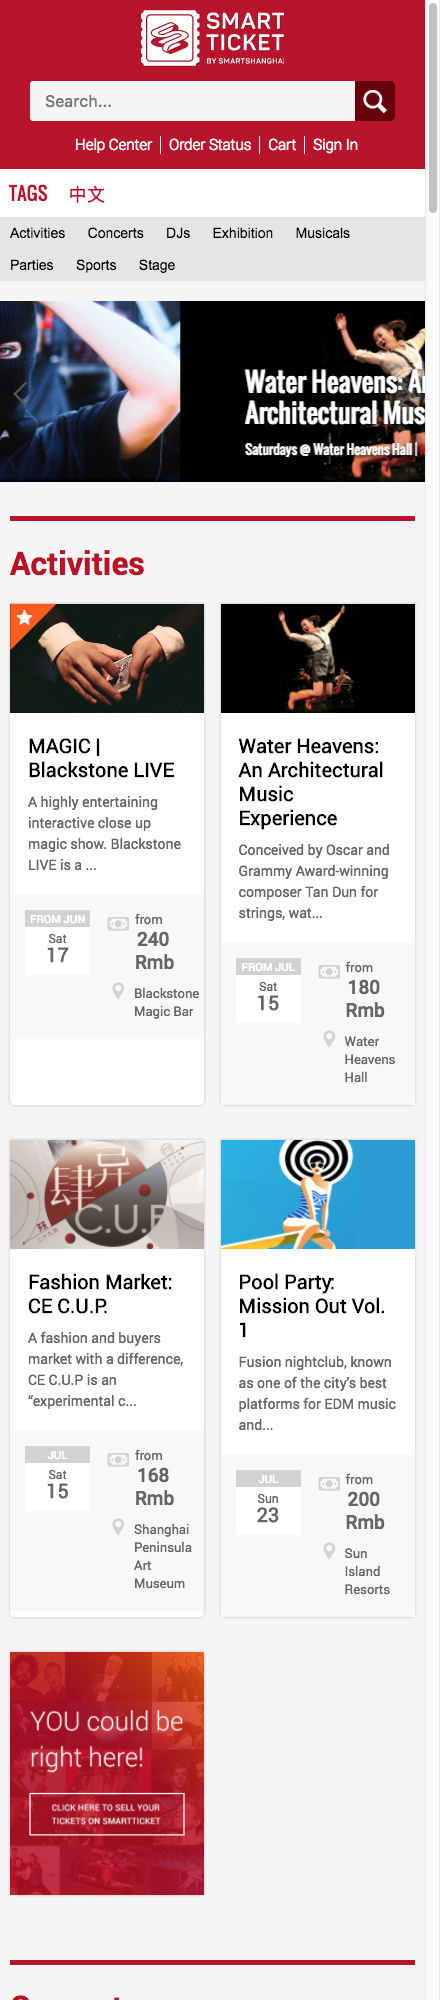 SMART
TICKET
BY SMARTSHANGHAI
Search...
Help Center
Order Status
Cart
Sign In
TAGS
中文
Activities
Concerts
DJs
Exhibition
Musicals
Parties
Sports
Stage
Water Heavens: A
Architectural Mus
Saturdays @ Water Heavens Hall |
Activities
MAGIC |
Blackstone LIVE
A highly entertaining
interactive close up
magic show. Blackstone
LIVE is a ...
FROM JUN
Sat
17
from
240
Rmb
Blackstone
Magic Bar
Water Heavens:
An Architectural
Music
Experience
Conceived by Oscar and
Grammy Award-winning
composer Tan Dun for
strings, wat...
FROM JUL
Sat
15
from
180
Rmb
Water
Heavens
Hall
肆异
C.U.P
Fashion Market:
CE C.U.P.
A fashion and buyers
market with a difference,
CE C.U.P is an
“experimental c...
JUL
Sat
15
from
168
Rmb
Shanghai
Peninsula
Art
Museum
Pool Party:
Mission Out Vol.
1
Fusion nightclub, known
as one of the city's best
platforms for EDM music
and...
JUL
Sun
23
from
200
Rmb
Sun
Island
Resorts
YOU could be
right here!
CLICK HERE TO SELL YOUR
TICKETS ON SMARTTICKET